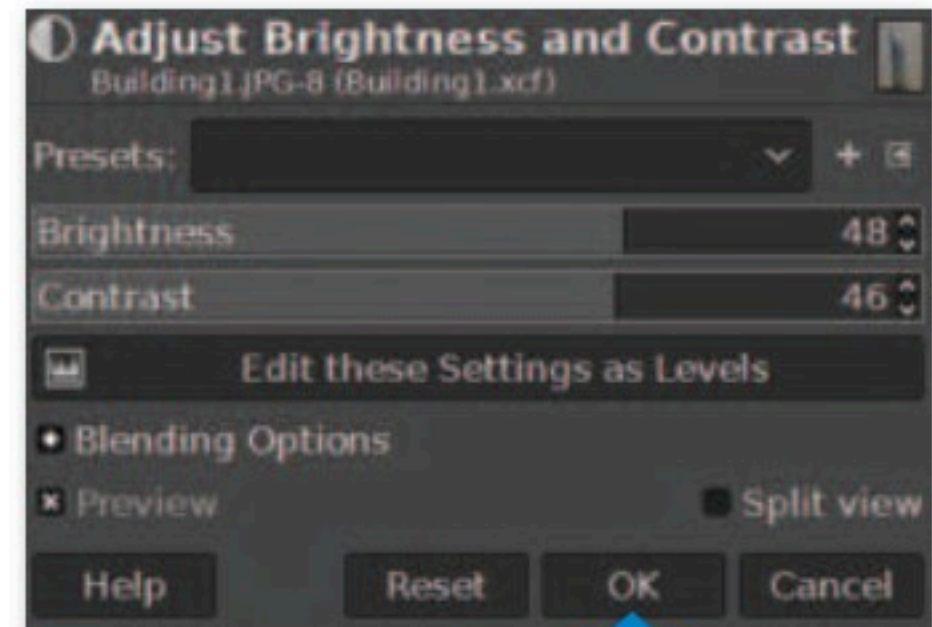 Adjust Brightness and Contrast
Building1.JPG-8 (Building1.xcf)
Presets:
Brightness 48
Contrast 46
Edit these Settings as Levels
Blending Options
Preview Split view
Help Reset OK Cancel